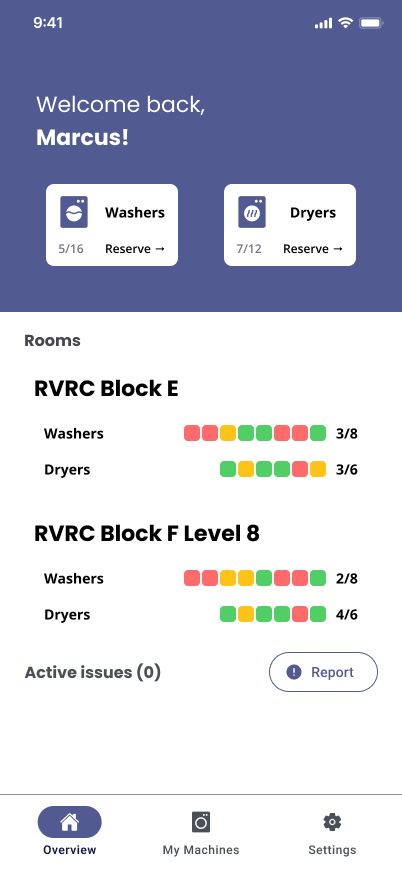 9:41
Welcome back,
Marcus!
Washers
5/16 Reserve →
Dryers
7/12 Reserve →
Rooms
RVRC Block E
Washers 3/8
Dryers 3/6
RVRC Block F Level 8
Washers 2/8
Dryers 4/6
Active issues (0)
Report
Overview
My Machines
Settings